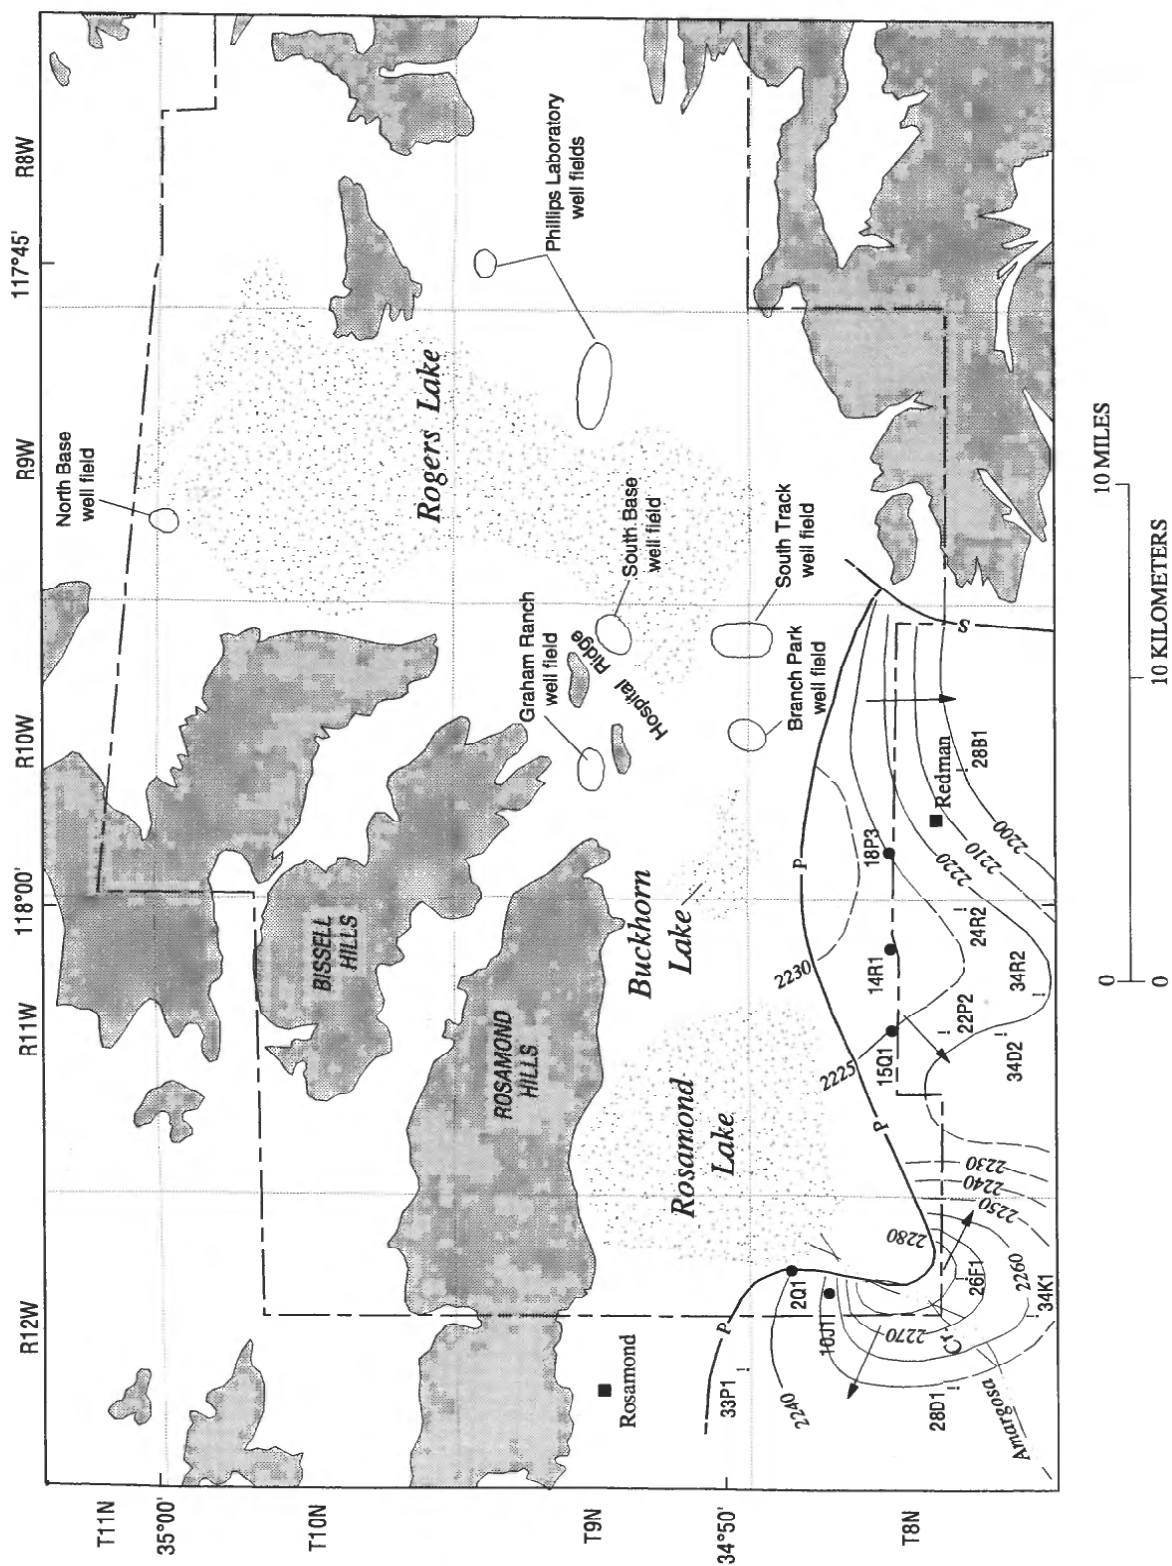 R12W
R11W
118°00'
R10W
R9W
117°45'
R8W
T11N
35°00'
T10N
T9N
34°50'
T8N
North Base
well field
BISSELL
HILLS
ROSAMOND
HILLS
Rogers Lake
Phillips Laboratory
well fields
Graham Ranch
well field
Hospital Ridge
South Base
well field
Rosamond
Buckhorn
Lake
Rosamond
Lake
Branch Park
well field
South Track
well field
P
33P1
2240
2Q1
10J1
2270
2280
28D1
Amargosa
Cr.
26F1
2260
34K1
2250
2240
2230
P
2225
15Q1
2230
14R1
P
18P3
22P2
34D2
24R2
34R2
2220
2210
2200
Redman
28B1
S
0
10 MILES
0
10 KILOMETERS